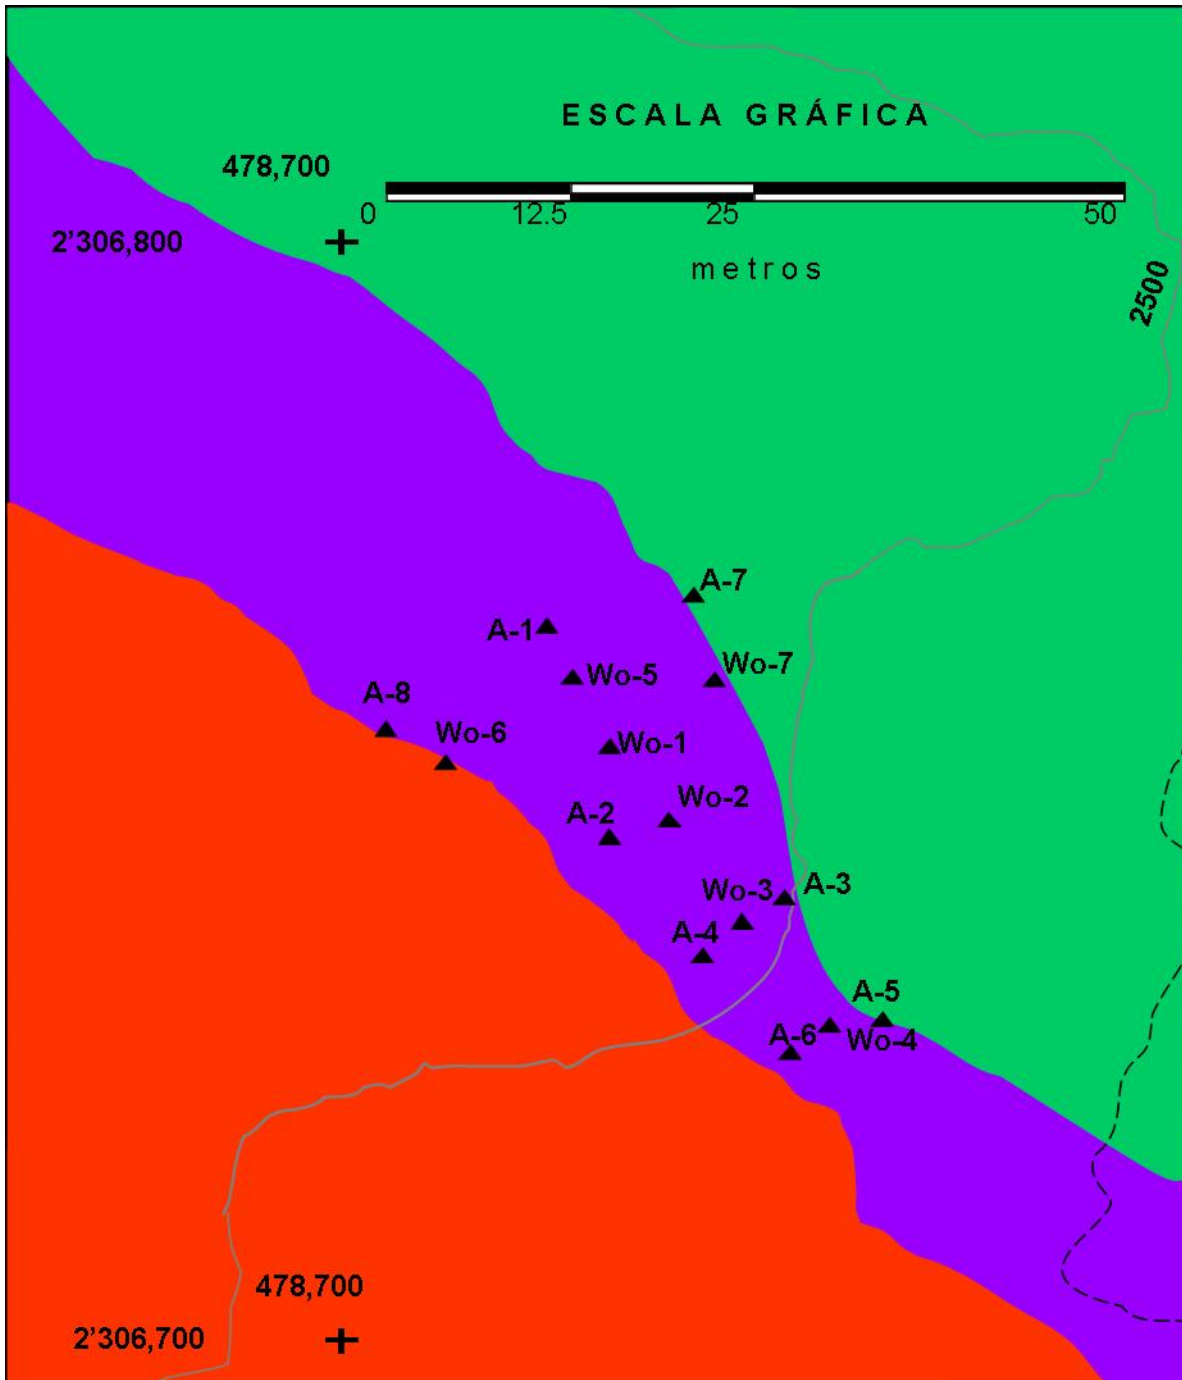 ESCALA GRÁFICA
478,700
0 12.5 25 50
2’306,800
metros
2500
A-7
A-1
Wo-5
Wo-7
A-8
Wo-6
Wo-1
Wo-2
A-2
Wo-3
A-3
A-4
A-5
A-6
Wo-4
478,700
2’306,700